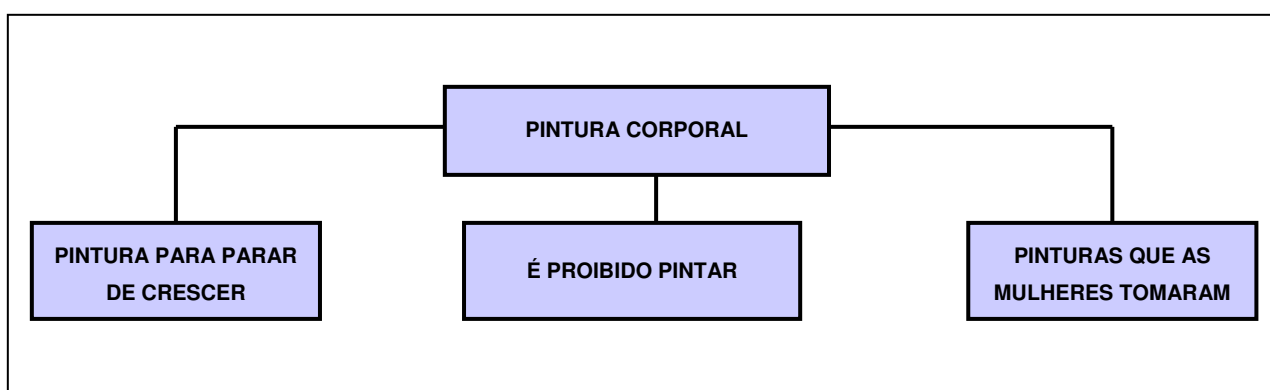 PINTURA CORPORAL
PINTURA PARA PARAR
DE CRESCER
É PROIBIDO PINTAR
PINTURAS QUE AS
MULHERES TOMARAM